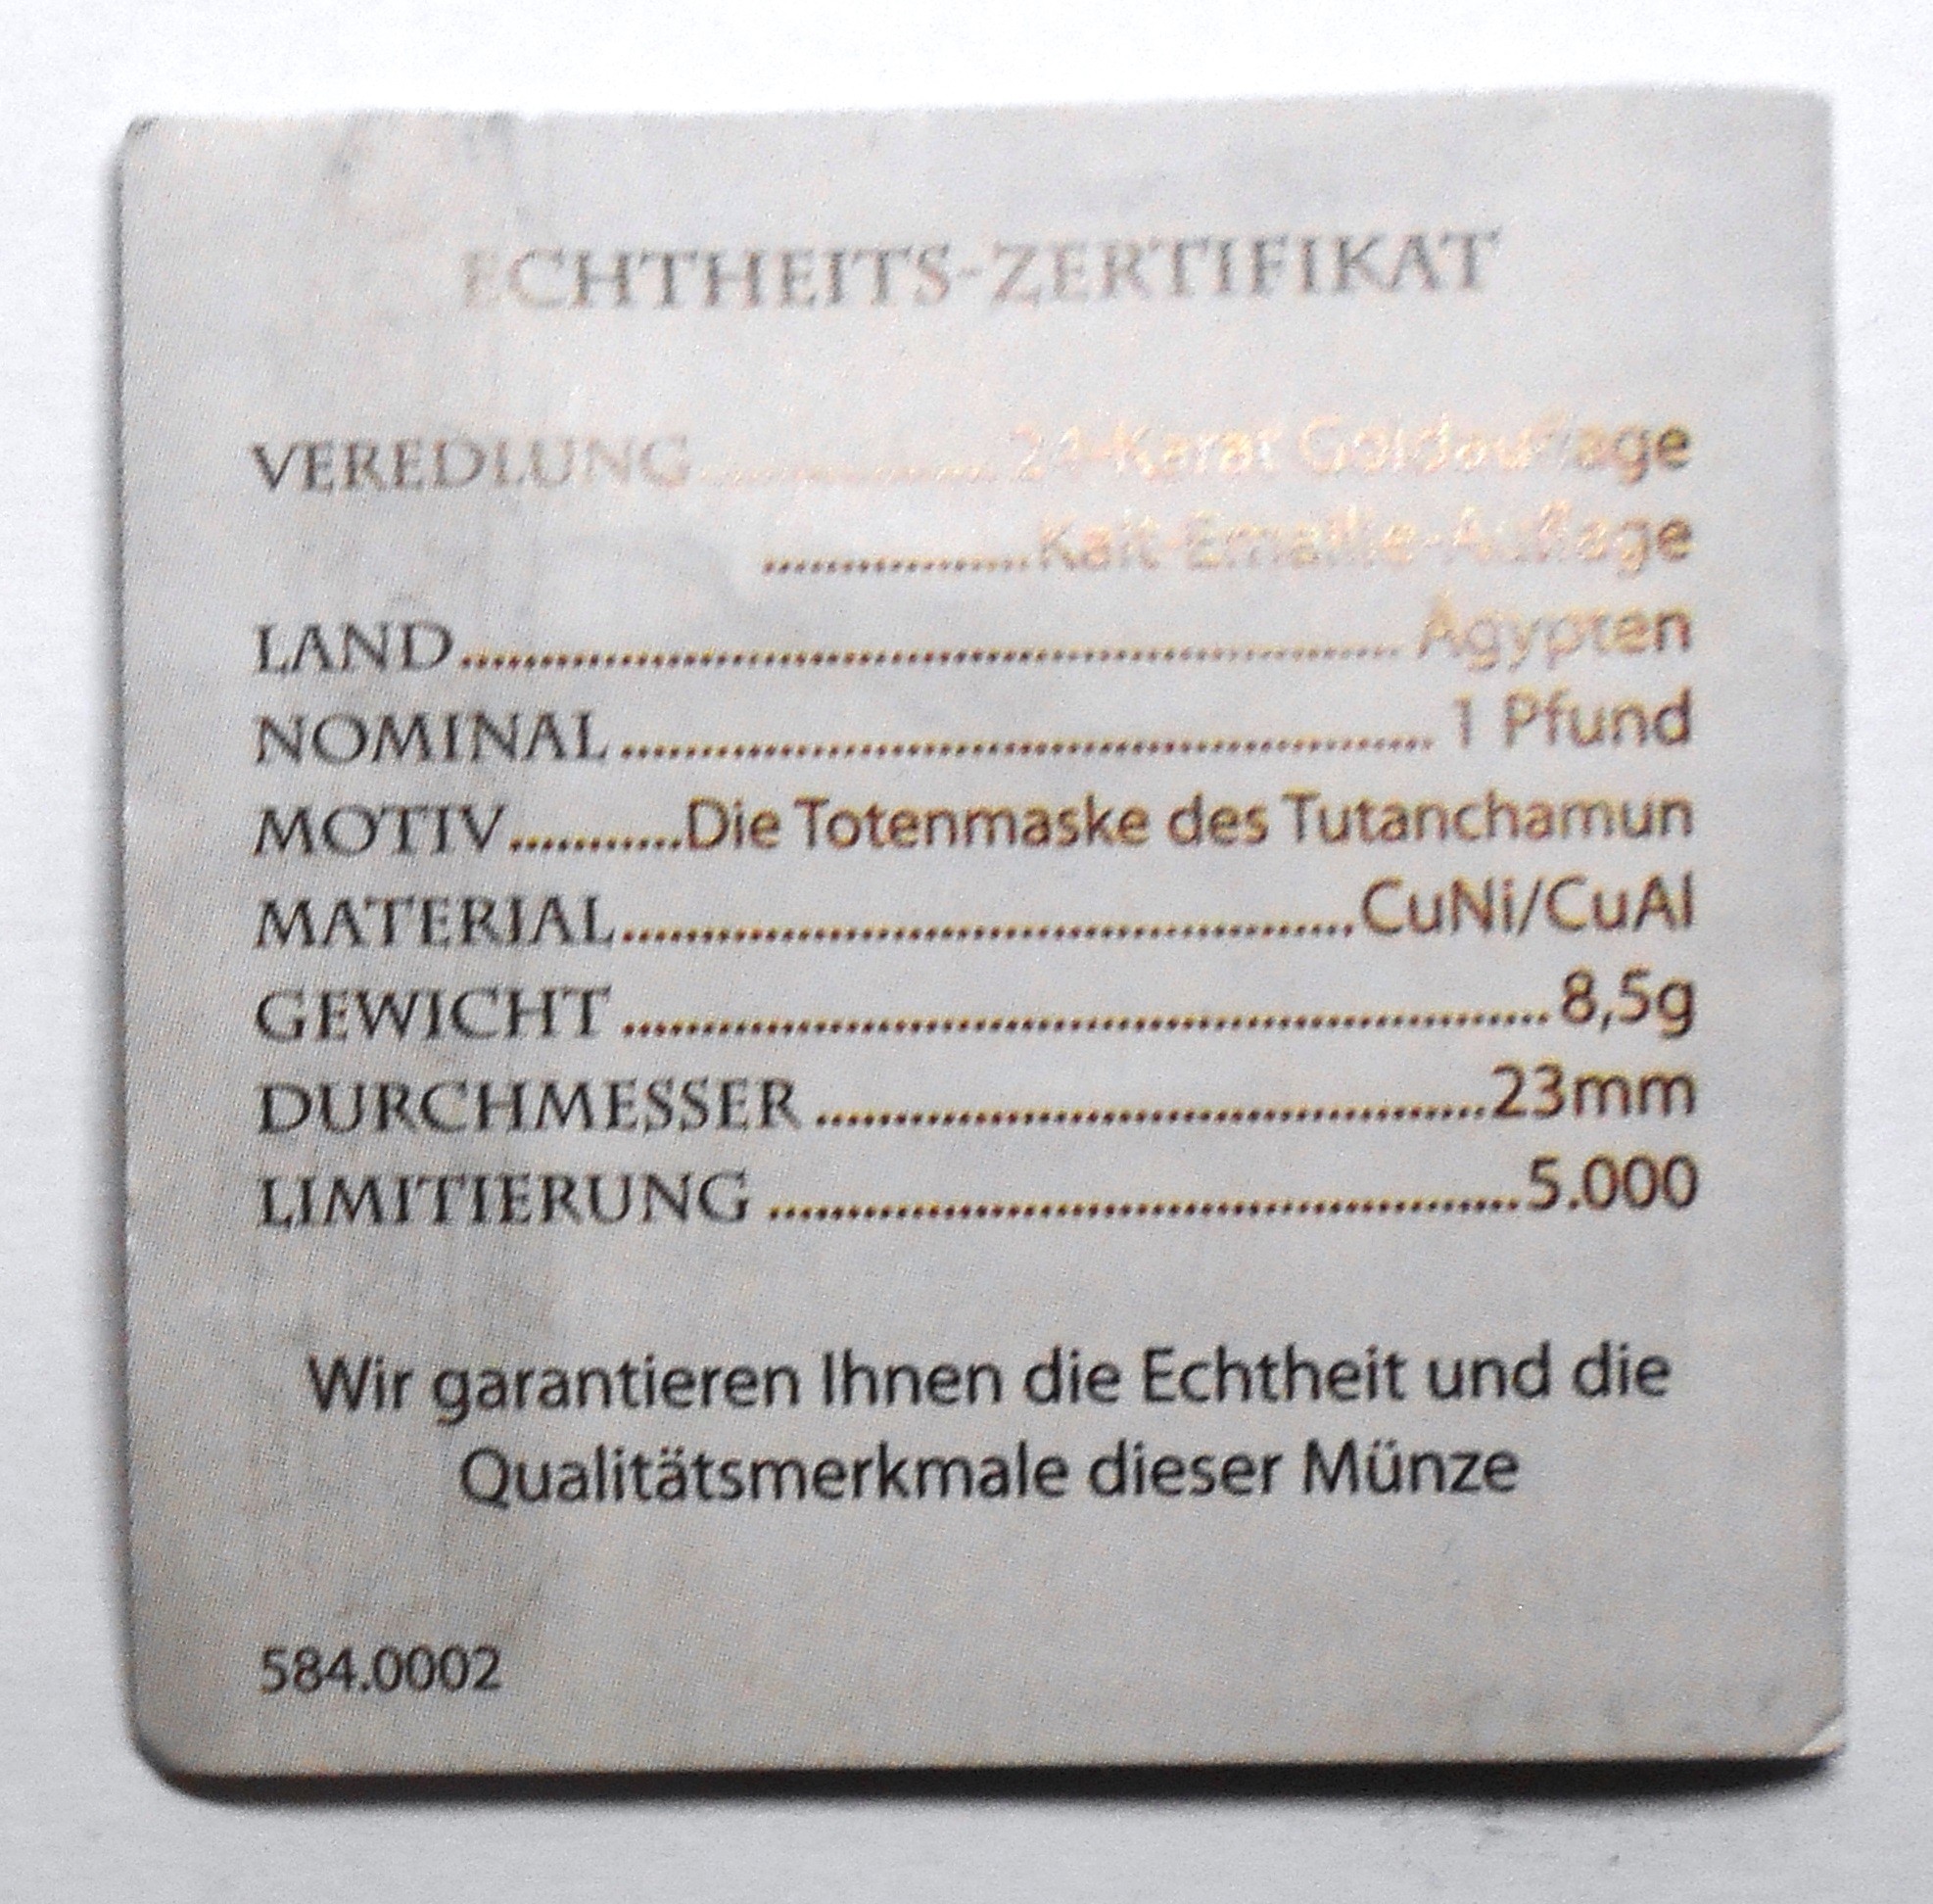 ECHTHEITS-ZERTIFIKAT
VEREDLUNG..................24-Karat Goldauflage
.................Kalt-Emaille-Auflage
LAND............................................................ Ägypten
NOMINAL.................................................... 1 Pfund
MOTIV...........Die Totenmaske des Tutanchamun
MATERIAL...............................................CuNi/CuAl
GEWICHT...........................................................8,5g
DURCHMESSER...........................................23mm
LIMITIERUNG................................................5.000
Wir garantieren Ihnen die Echtheit und die
Qualitätsmerkmale dieser Münze
584.0002